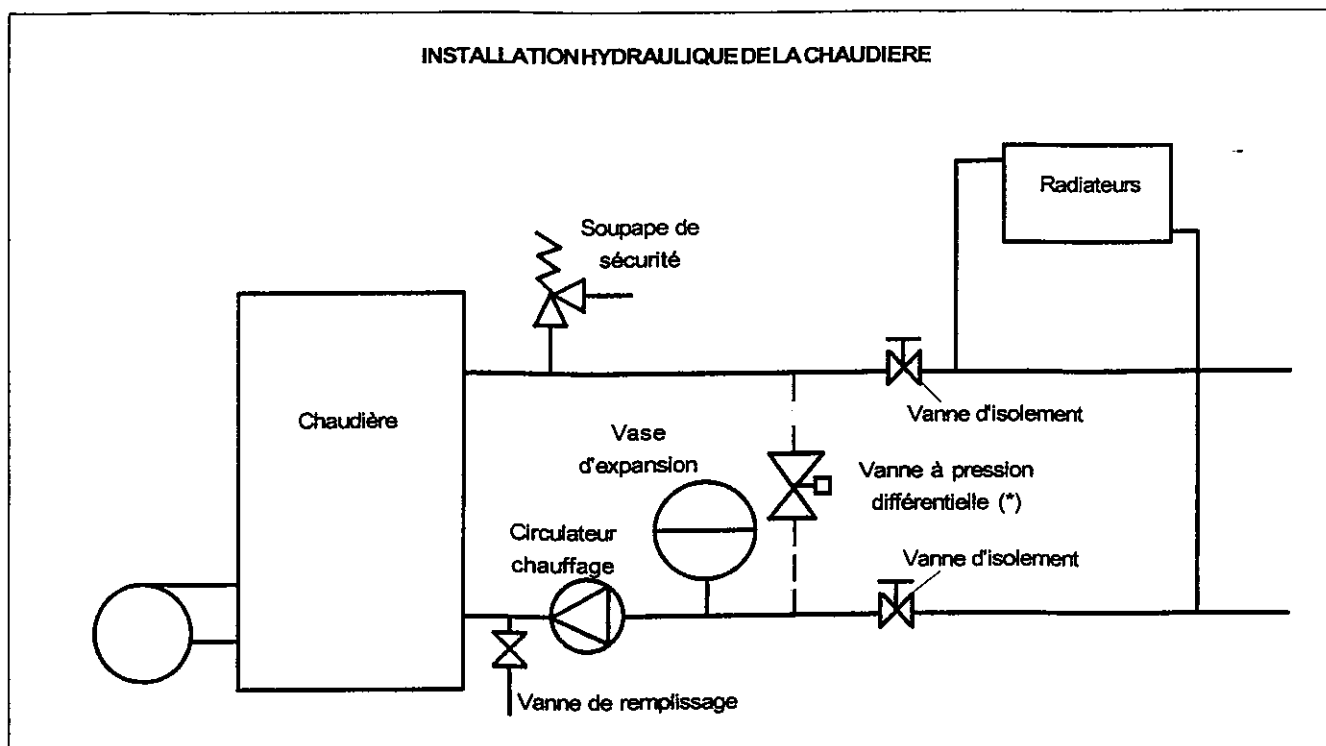 INSTALLATION HYDRAULIQUE DE LA CHAUDIERE
Radiateurs
Soupape de
sécurité
Chaudière
Vanne d'isolement
Vase
d'expansion
Vanne à pression
différentielle (*)
Circulateur
chauffage
Vanne d'isolement
Vanne de remplissage